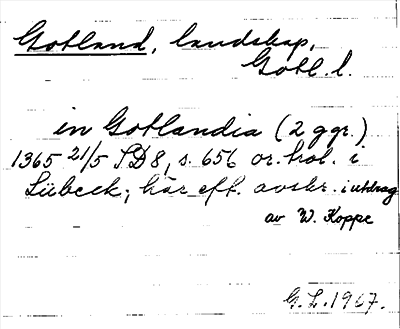 Gotland, landskap,
Gotl. l.
in Gotlandia (2 ggr.)
1365 21/5 SD 8, s. 656 or. trol. i
Lübeck; här eft. avskr. i utdrag
av W. Koppe
G. L. 1967.